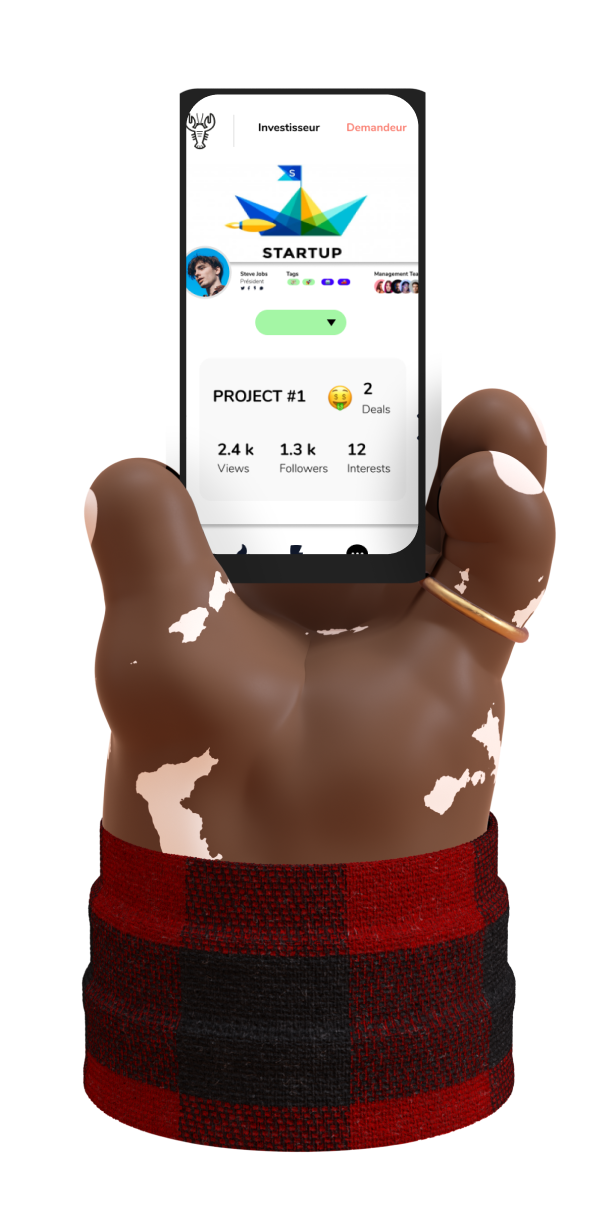 Investisseur Demandeur
S
STARTUP
Steve Jobs Tags Management Tea
Président
PROJECT #1 2
Deals
2.4 k 1.3 k 12
Views Followers Interests